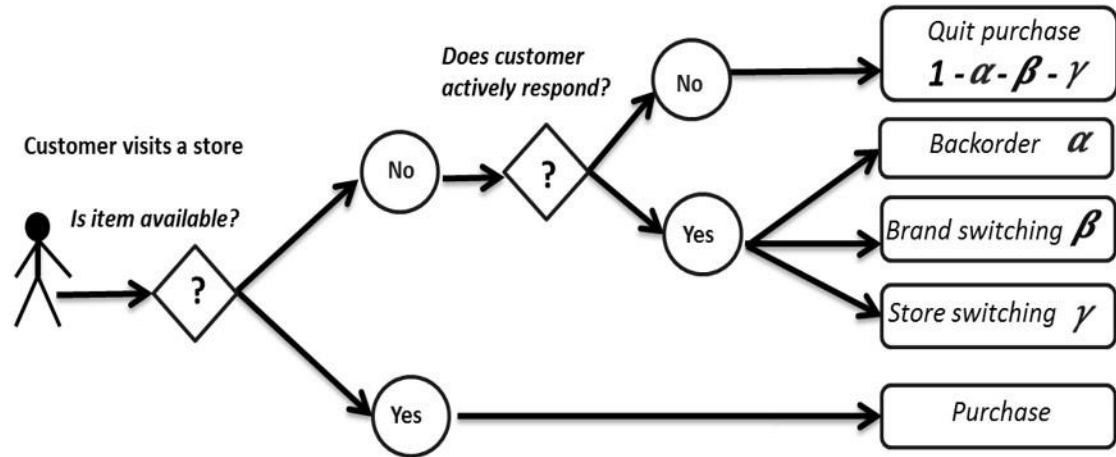 Customer visits a store
Is item available?
?
No
Yes
Does customer
actively respond?
?
No
Yes
Quit purchase
1 - α - β - γ
Backorder α
Brand switching β
Store switching γ
Purchase